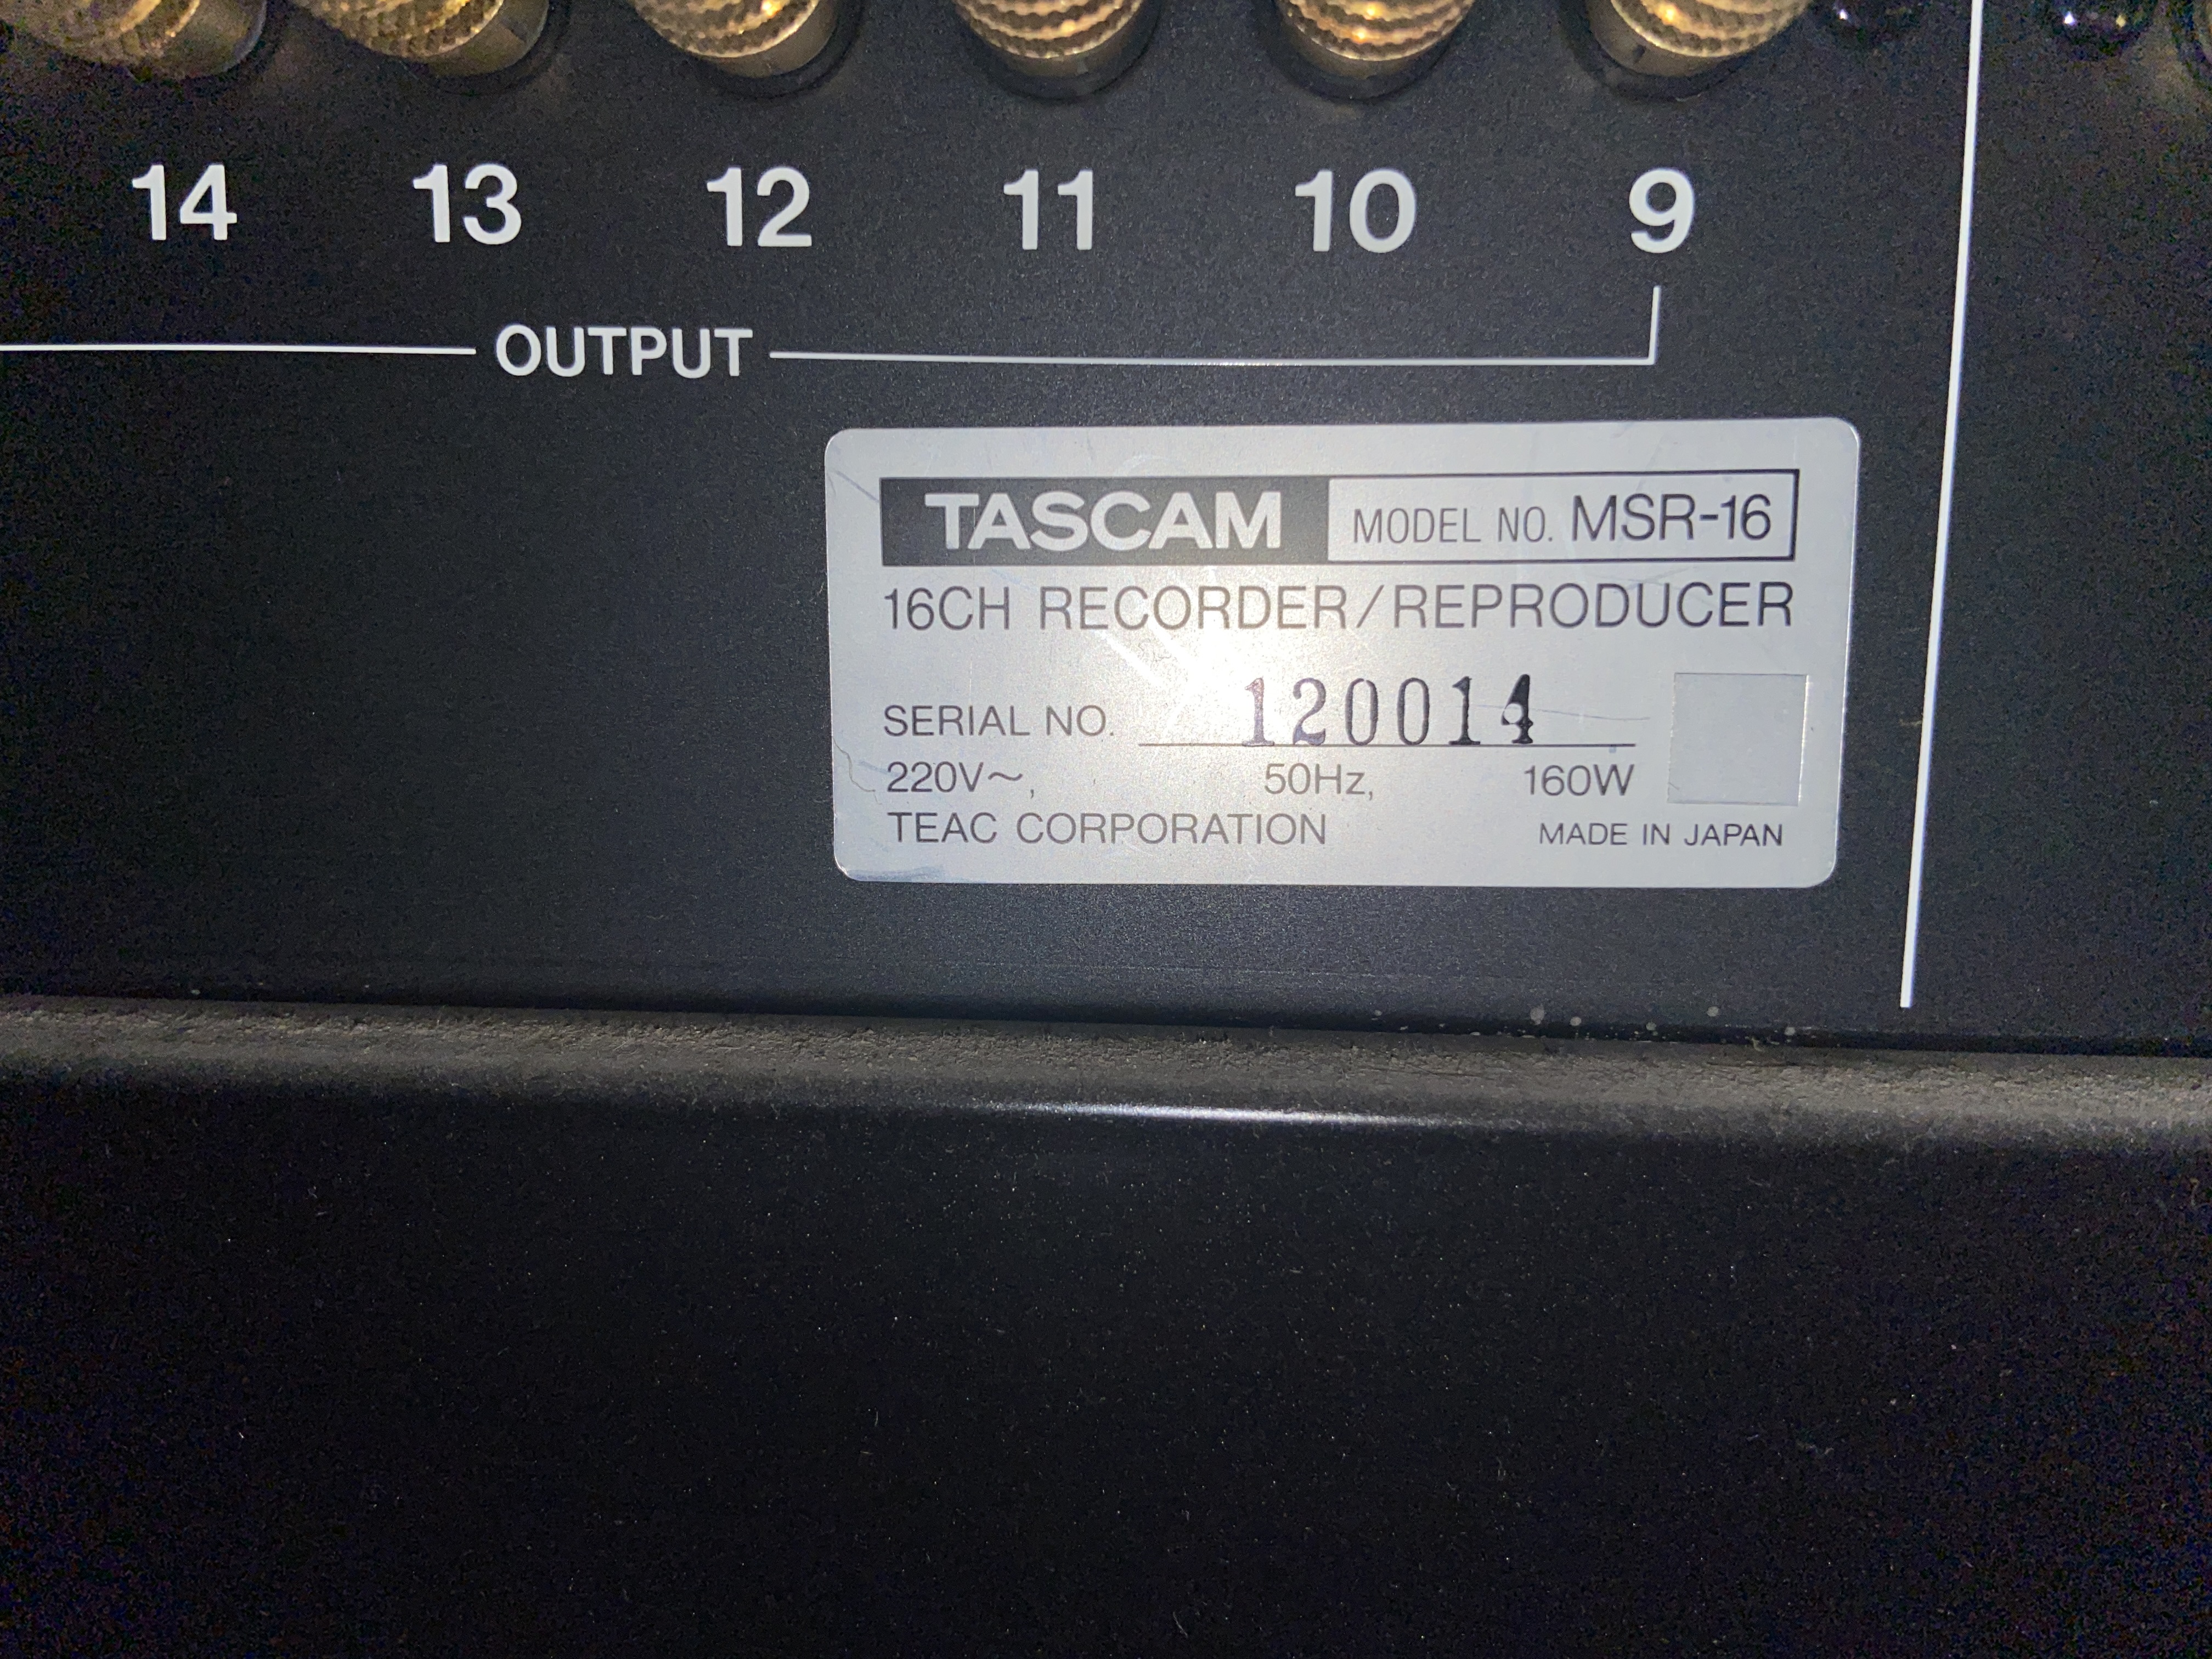 14 13 12 11 10 9
OUTPUT
TASCAM MODEL NO. MSR-16
16CH RECORDER/REPRODUCER
SERIAL NO. 120014
220V~, 50Hz, 160W
TEAC CORPORATION MADE IN JAPAN